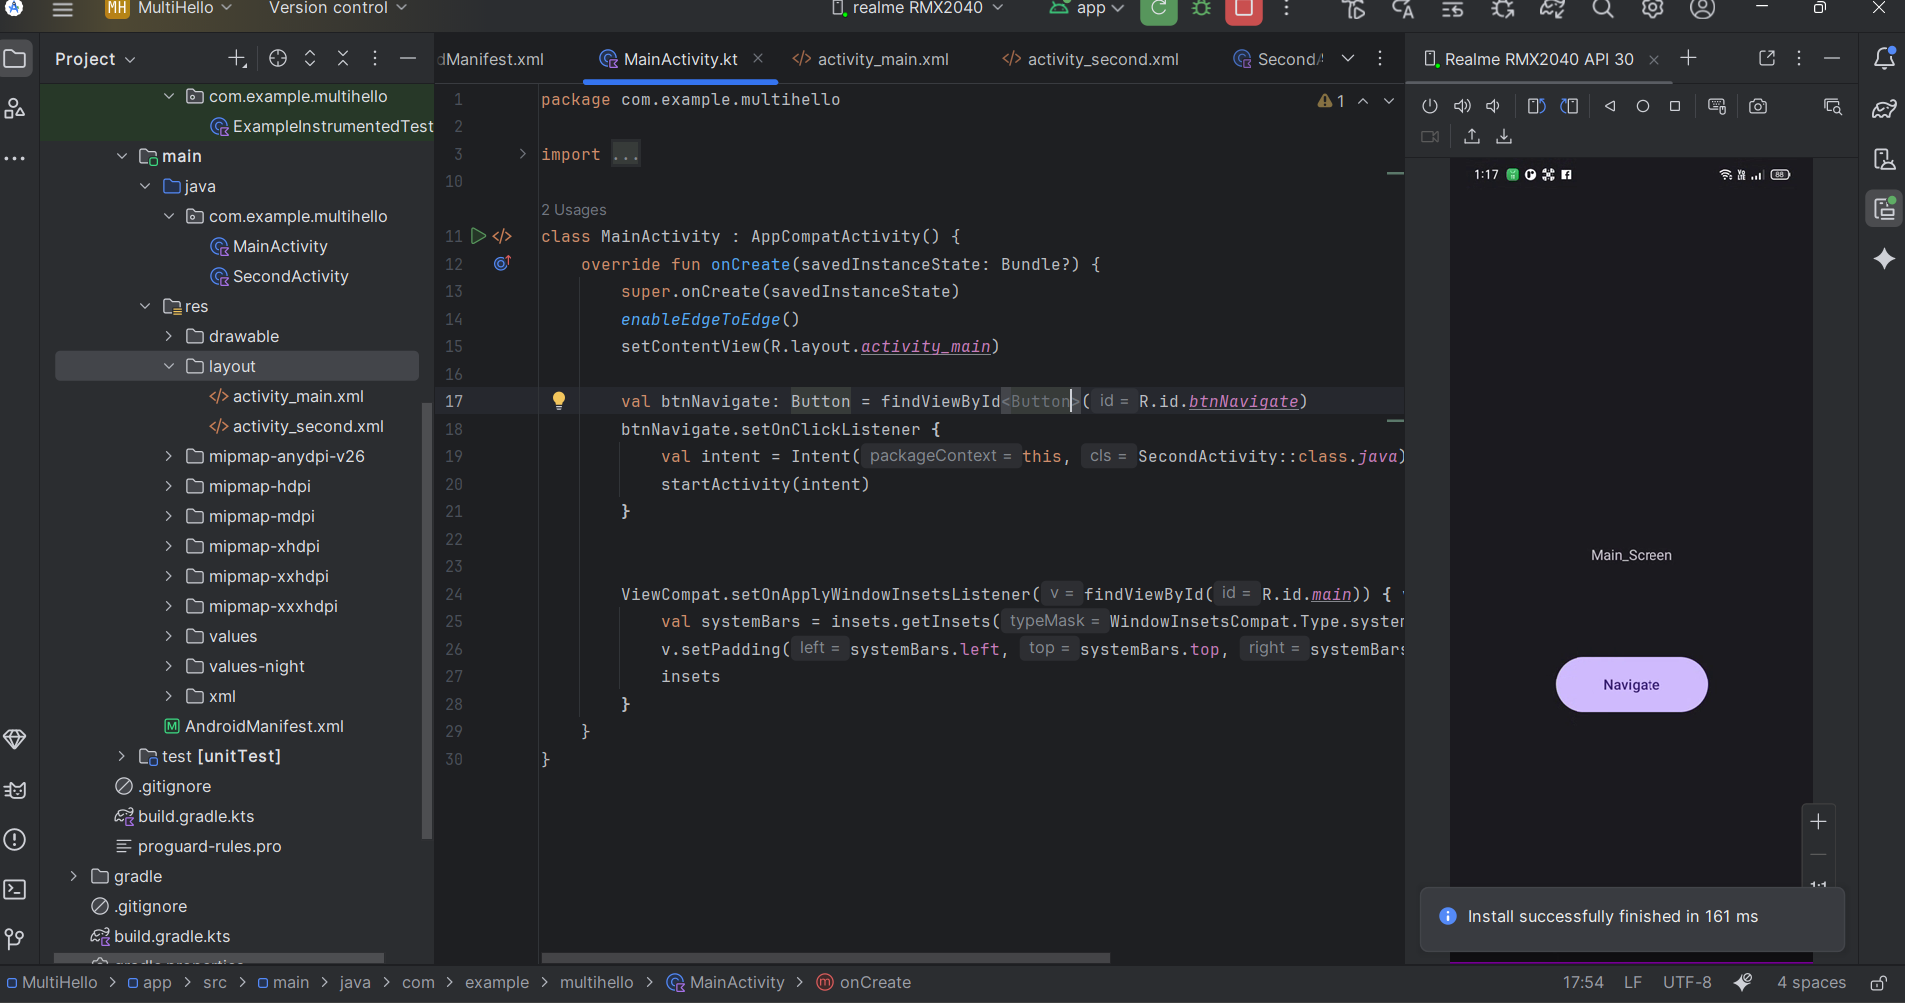 MH MultiHello Version control realme RMX2040 app
Project
dManifest.xml MainActivity.kt activity_main.xml activity_second.xml SecondA
Realme RMX2040 API 30
com.example.multihello
ExampleInstrumentedTest
main
java
com.example.multihello
MainActivity
SecondActivity
res
drawable
layout
activity_main.xml
activity_second.xml
mipmap-anydpi-v26
mipmap-hdpi
mipmap-mdpi
mipmap-xhdpi
mipmap-xxhdpi
mipmap-xxxhdpi
values
values-night
xml
AndroidManifest.xml
test [unitTest]
.gitignore
build.gradle.kts
proguard-rules.pro
gradle
.gitignore
build.gradle.kts
gradle.properties
1 package com.example.multihello
1
2
3 import ...
10
2 Usages
11 class MainActivity : AppCompatActivity() {
12 override fun onCreate(savedInstanceState: Bundle?) {
13 super.onCreate(savedInstanceState)
14 enableEdgeToEdge()
15 setContentView(R.layout.activity_main)
16
17 val btnNavigate: Button = findViewById<Button>( id = R.id.btnNavigate)
18 btnNavigate.setOnClickListener {
19 val intent = Intent( packageContext = this, cls = SecondActivity::class.java)
20 startActivity(intent)
21 }
22
23
24 ViewCompat.setOnApplyWindowInsetsListener( v = findViewById( id = R.id.main)) { v
25 val systemBars = insets.getInsets( typeMask = WindowInsetsCompat.Type.system
26 v.setPadding( left = systemBars.left, top = systemBars.top, right = systemBars
27 insets
28 }
29 }
30 }
1:17
88
Main_Screen
Navigate
1:1
Install successfully finished in 161 ms
MultiHello > app > src > main > java > com > example > multihello > MainActivity > onCreate
17:54 LF UTF-8 4 spaces